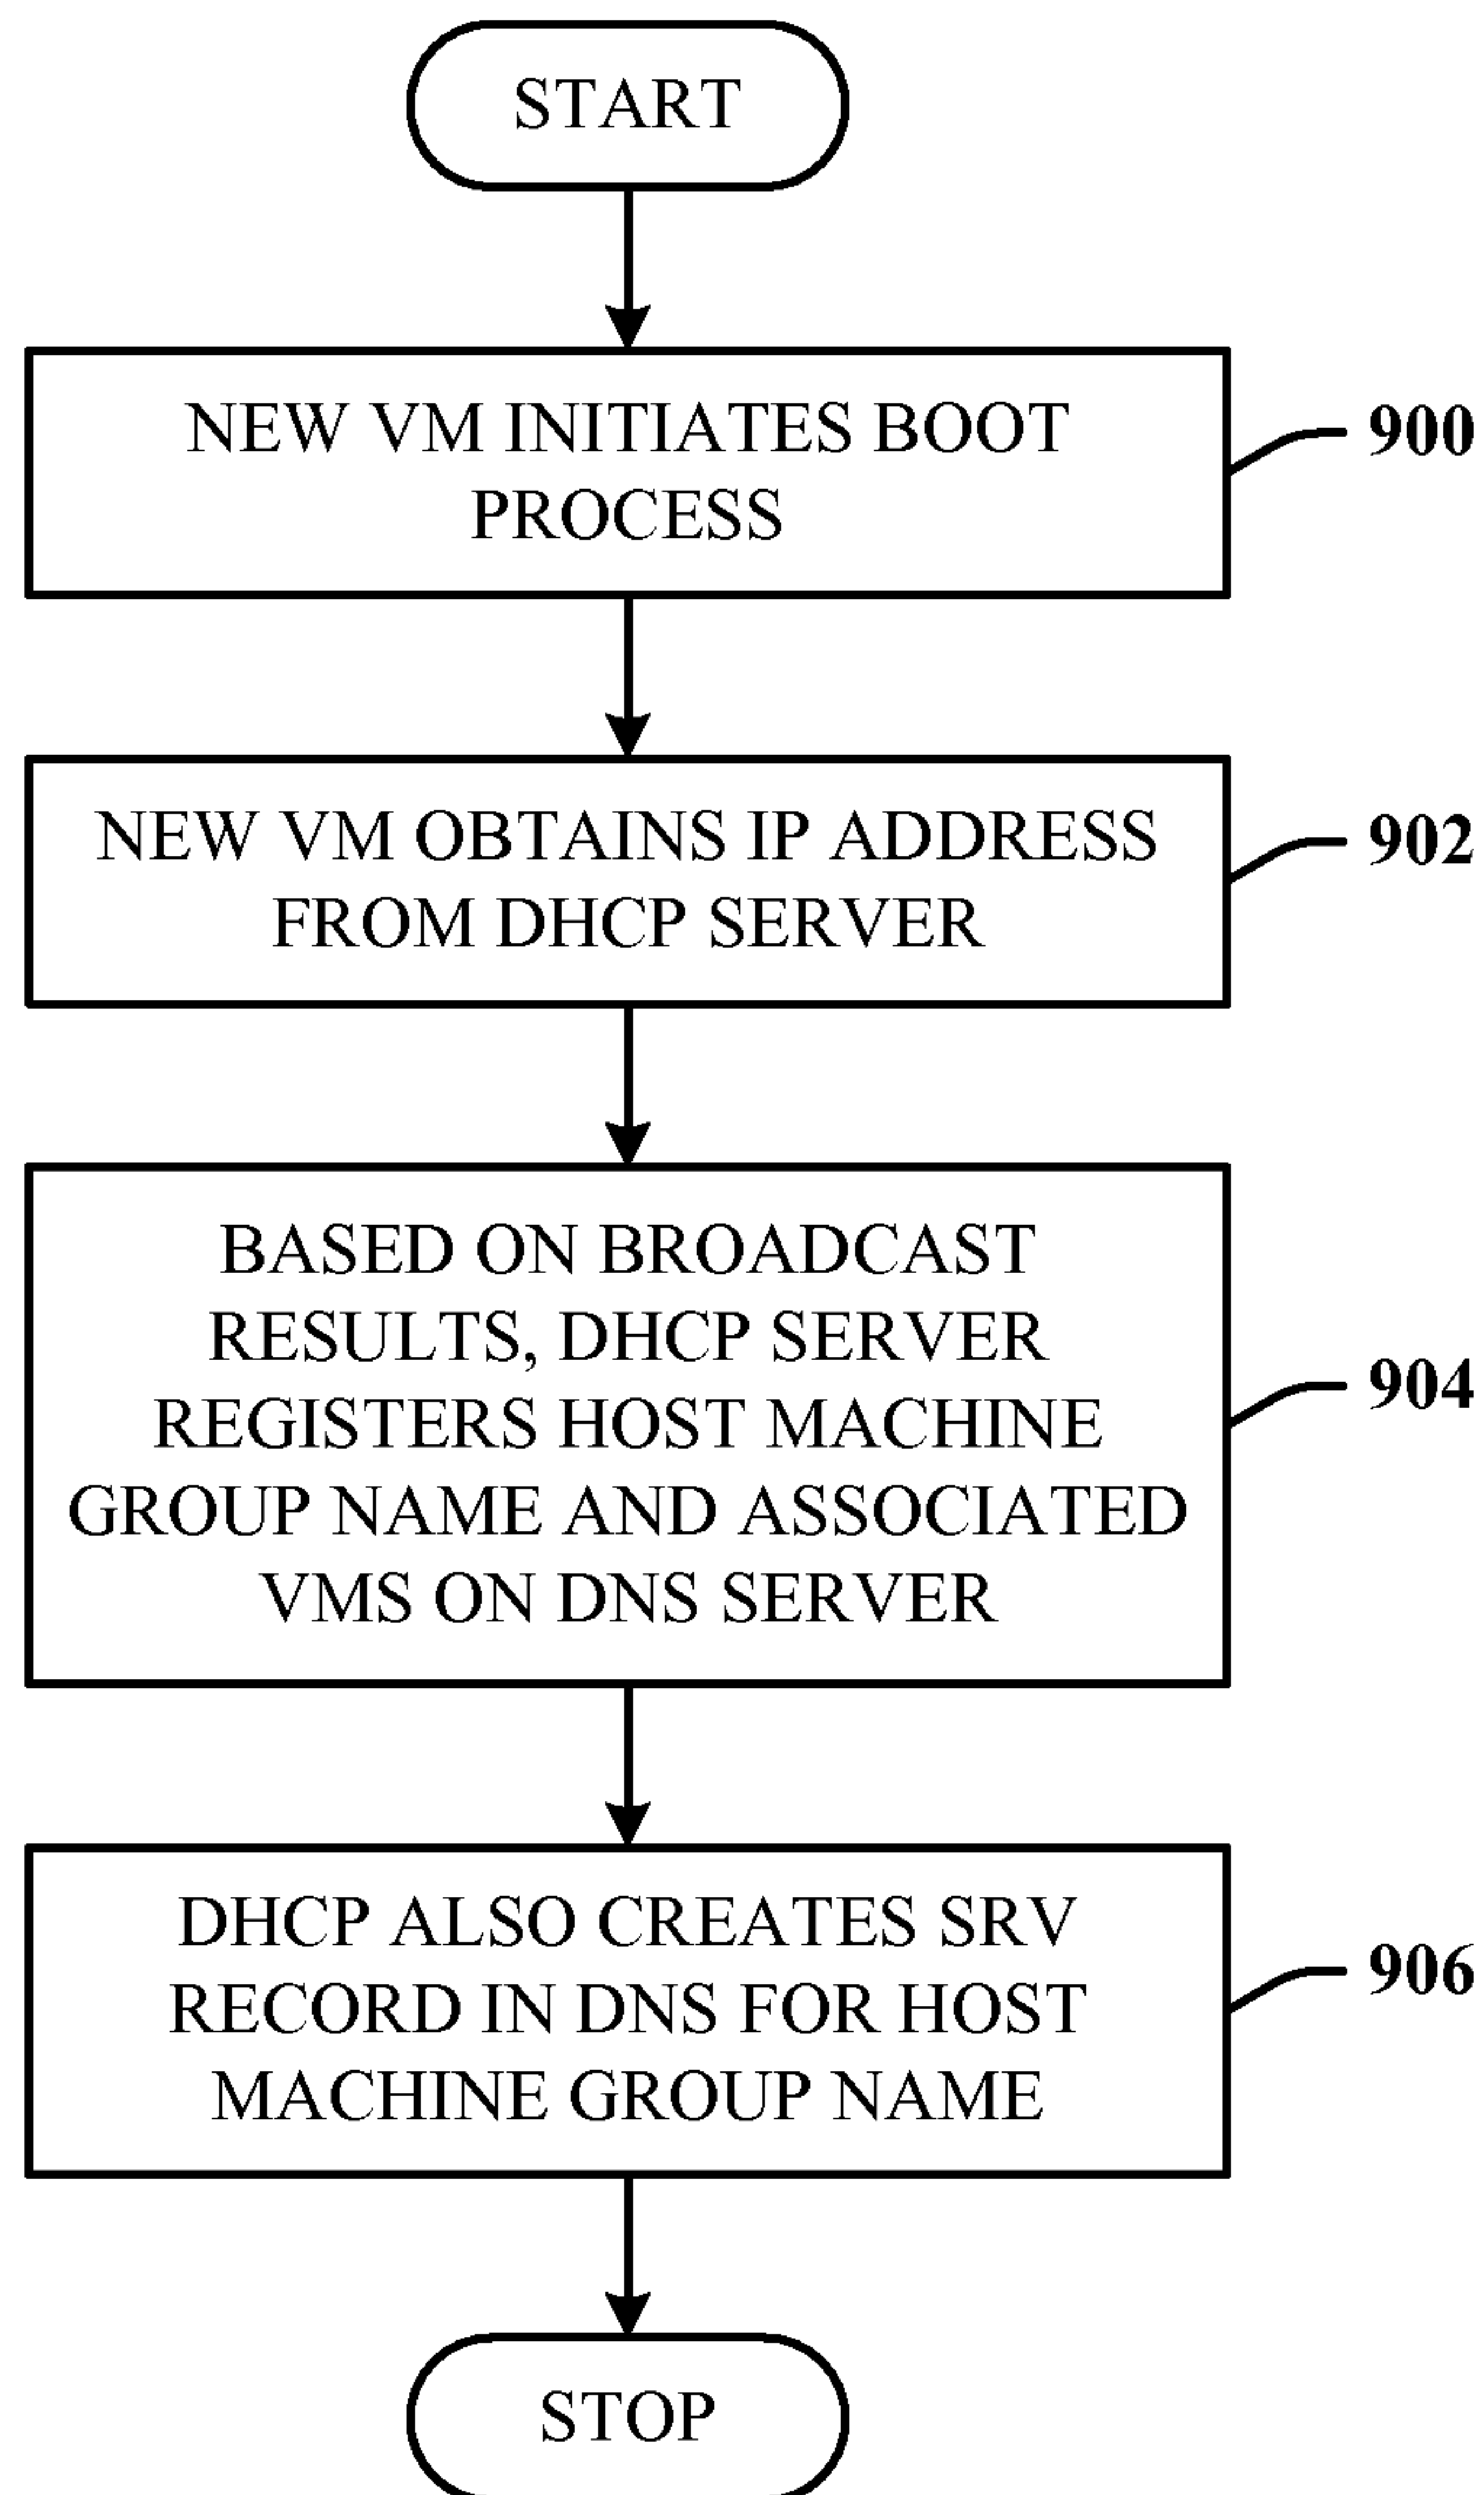 START
NEW VM INITIATES BOOT
PROCESS
900
NEW VM OBTAINS IP ADDRESS
FROM DHCP SERVER
902
BASED ON BROADCAST
RESULTS, DHCP SERVER
REGISTERS HOST MACHINE
GROUP NAME AND ASSOCIATED
VMS ON DNS SERVER
904
DHCP ALSO CREATES SRV
RECORD IN DNS FOR HOST
MACHINE GROUP NAME
906
STOP